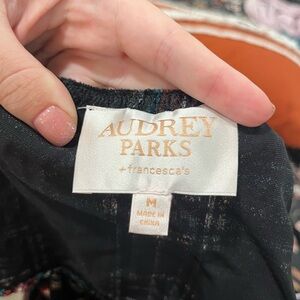 AUDREY
PARKS
+francesca's
M
MADE IN
CHINA